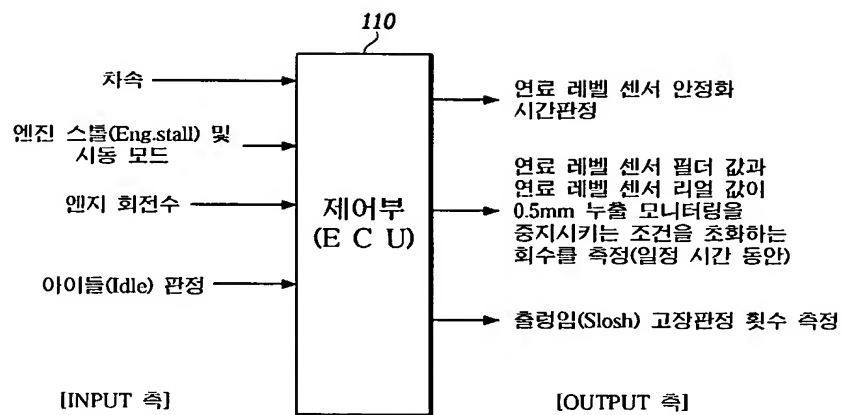 110
차속
엔진 스톨(Eng.stall) 및
시동 모드
엔지 회전수
아이들(Idle) 판정
제어부
(E C U)
연료 레벨 센서 안정화
시간판정
연료 레벨 센서 필더 값과
연료 레벨 센서 리얼 값이
0.5mm 누출 모니터링을
중지시키는 조건을 초화하는
회수를 측정(일정 시간 동안)
출렁임(Slosh) 고장판정 횟수 측정
[INPUT 측]
[OUTPUT 측]